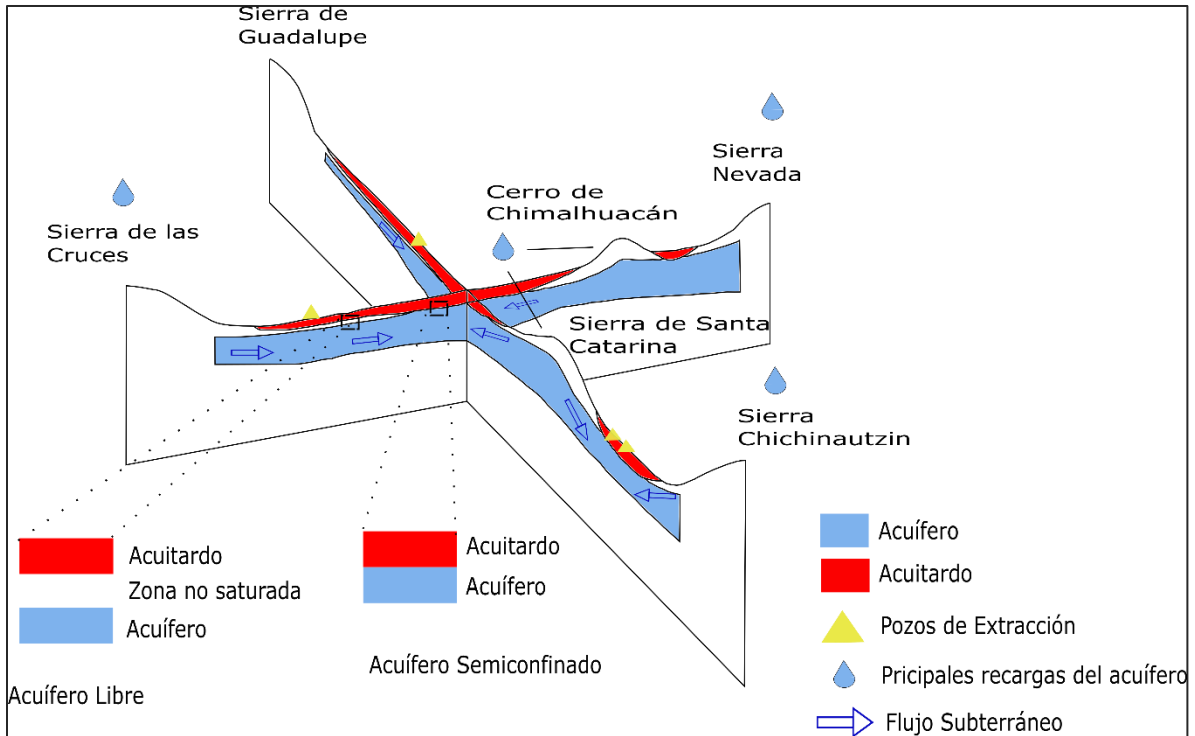 Sierra de
Guadalupe
Sierra
Nevada
Cerro de
Chimalhuacán
Sierra de las
Cruces
Sierra de Santa
Catarina
Sierra
Chichinautzin
Acuitardo
Zona no saturada
Acuífero
Acuífero Libre
Acuitardo
Acuífero
Acuífero Semiconfinado
Acuífero
Acuitardo
Pozos de Extracción
Pricipales recargas del acuífero
Flujo Subterráneo